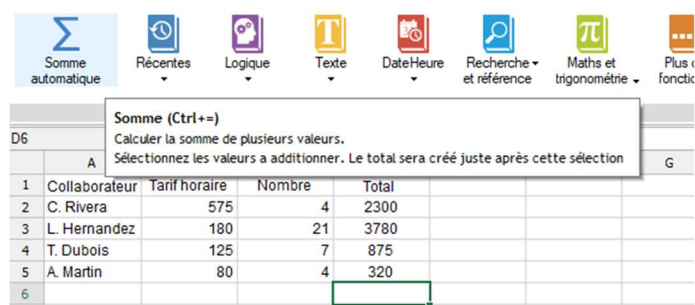 Somme automatique
Récentes
Logique
Texte
DateHeure
Recherche et référence
Maths et trigonométrie
Plus
Somme (Ctrl+=)
Calculer la somme de plusieurs valeurs.
Sélectionnez les valeurs a additionner. Le total sera créé juste après cette sélection
D6
A G
1 Collaborateur Tarif horaire Nombre Total
2 C. Rivera 575 4 2300
3 L. Hernandez 180 21 3780
4 T. Dubois 125 7 875
5 A. Martin 80 4 320
6